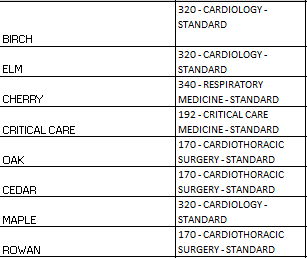 320 - CARDIOLOGY -
STANDARD
BIRCH
320 - CARDIOLOGY -
ELM
STANDARD
340 - RESPIRATORY
CHERRY
MEDICINE - STANDARD
192 - CRITICAL CARE
CRITICAL CARE
MEDICINE - STANDARD
170 - CARDIOTHORACIC
OAK
SURGERY - STANDARD
170 - CARDIOTHORACIC
CEDAR
SURGERY - STANDARD
320 - CARDIOLOGY -
MAPLE
STANDARD
170 - CARDIOTHORACIC
ROWAN
SURGERY - STANDARD